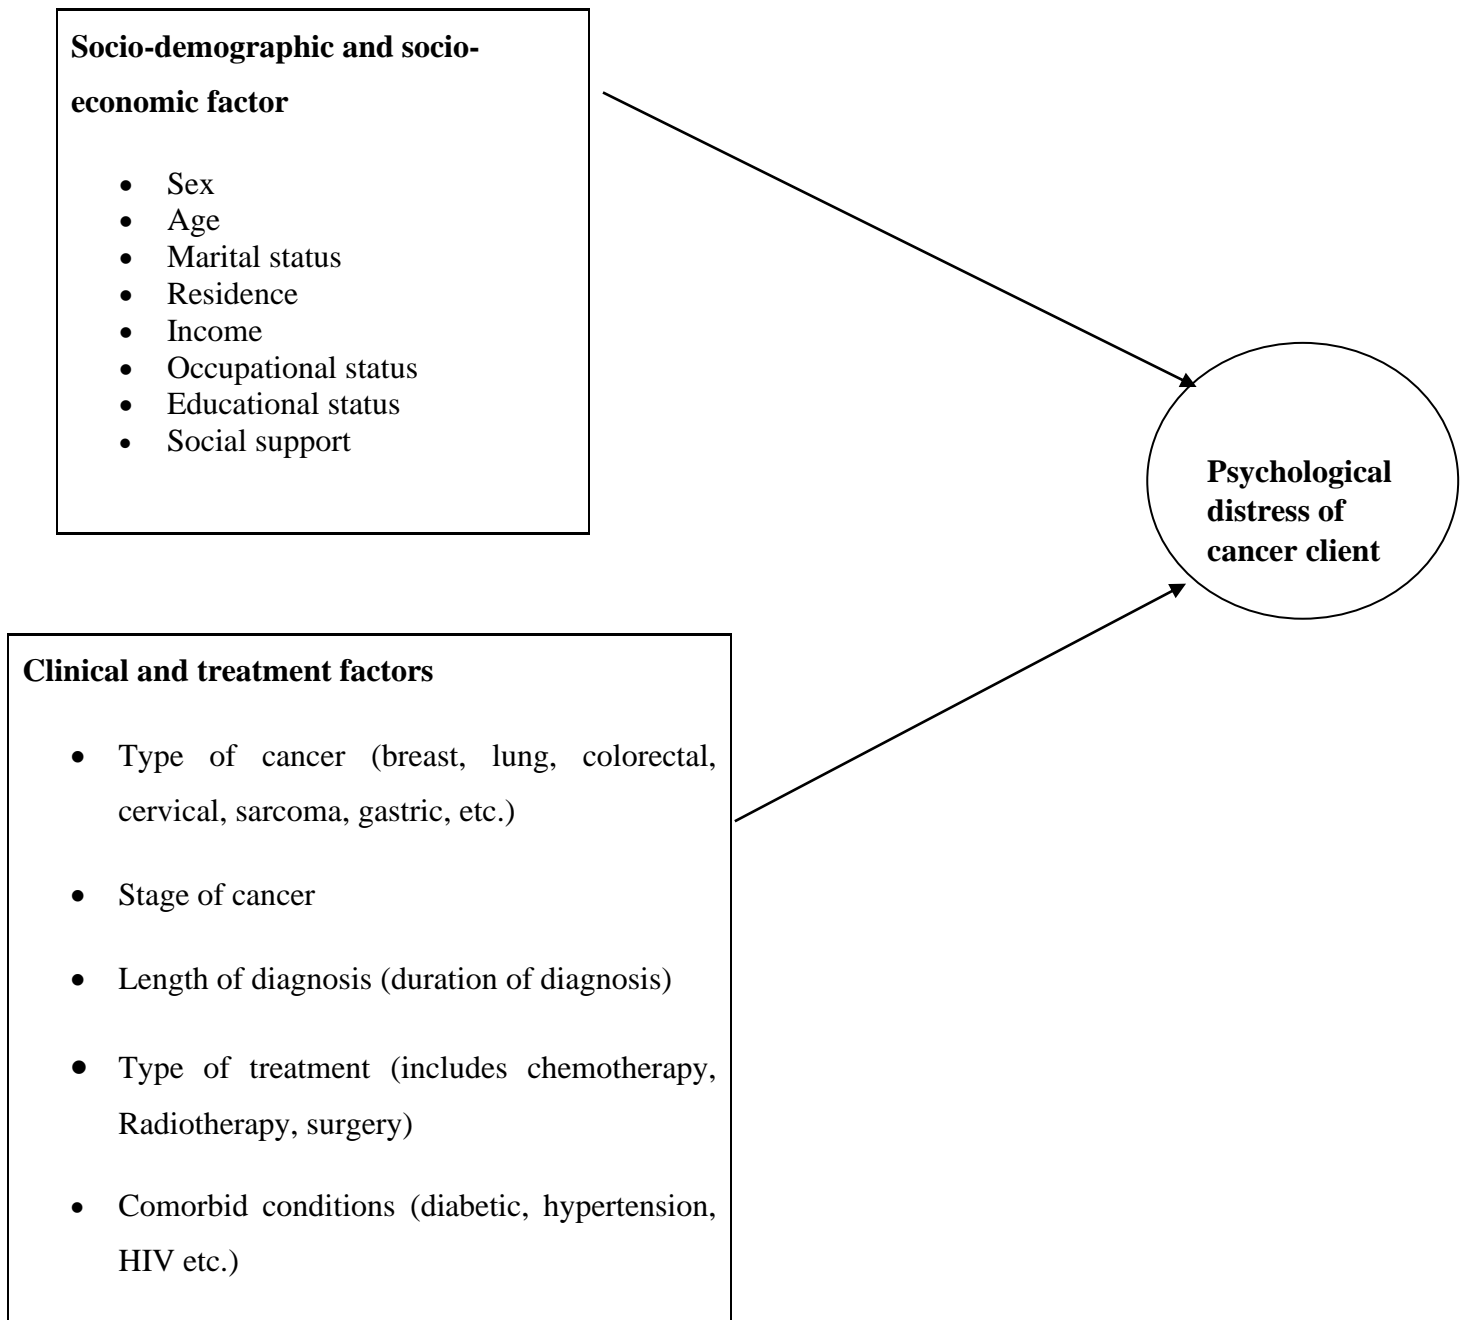 Socio-demographic and socio-
economic factor
• Sex
• Age
• Marital status
• Residence
• Income
• Occupational status
• Educational status
• Social support
Psychological
distress of
cancer client
Clinical and treatment factors
• Type of cancer (breast, lung, colorectal,
cervical, sarcoma, gastric, etc.)
• Stage of cancer
• Length of diagnosis (duration of diagnosis)
• Type of treatment (includes chemotherapy,
Radiotherapy, surgery)
• Comorbid conditions (diabetic, hypertension,
HIV etc.)